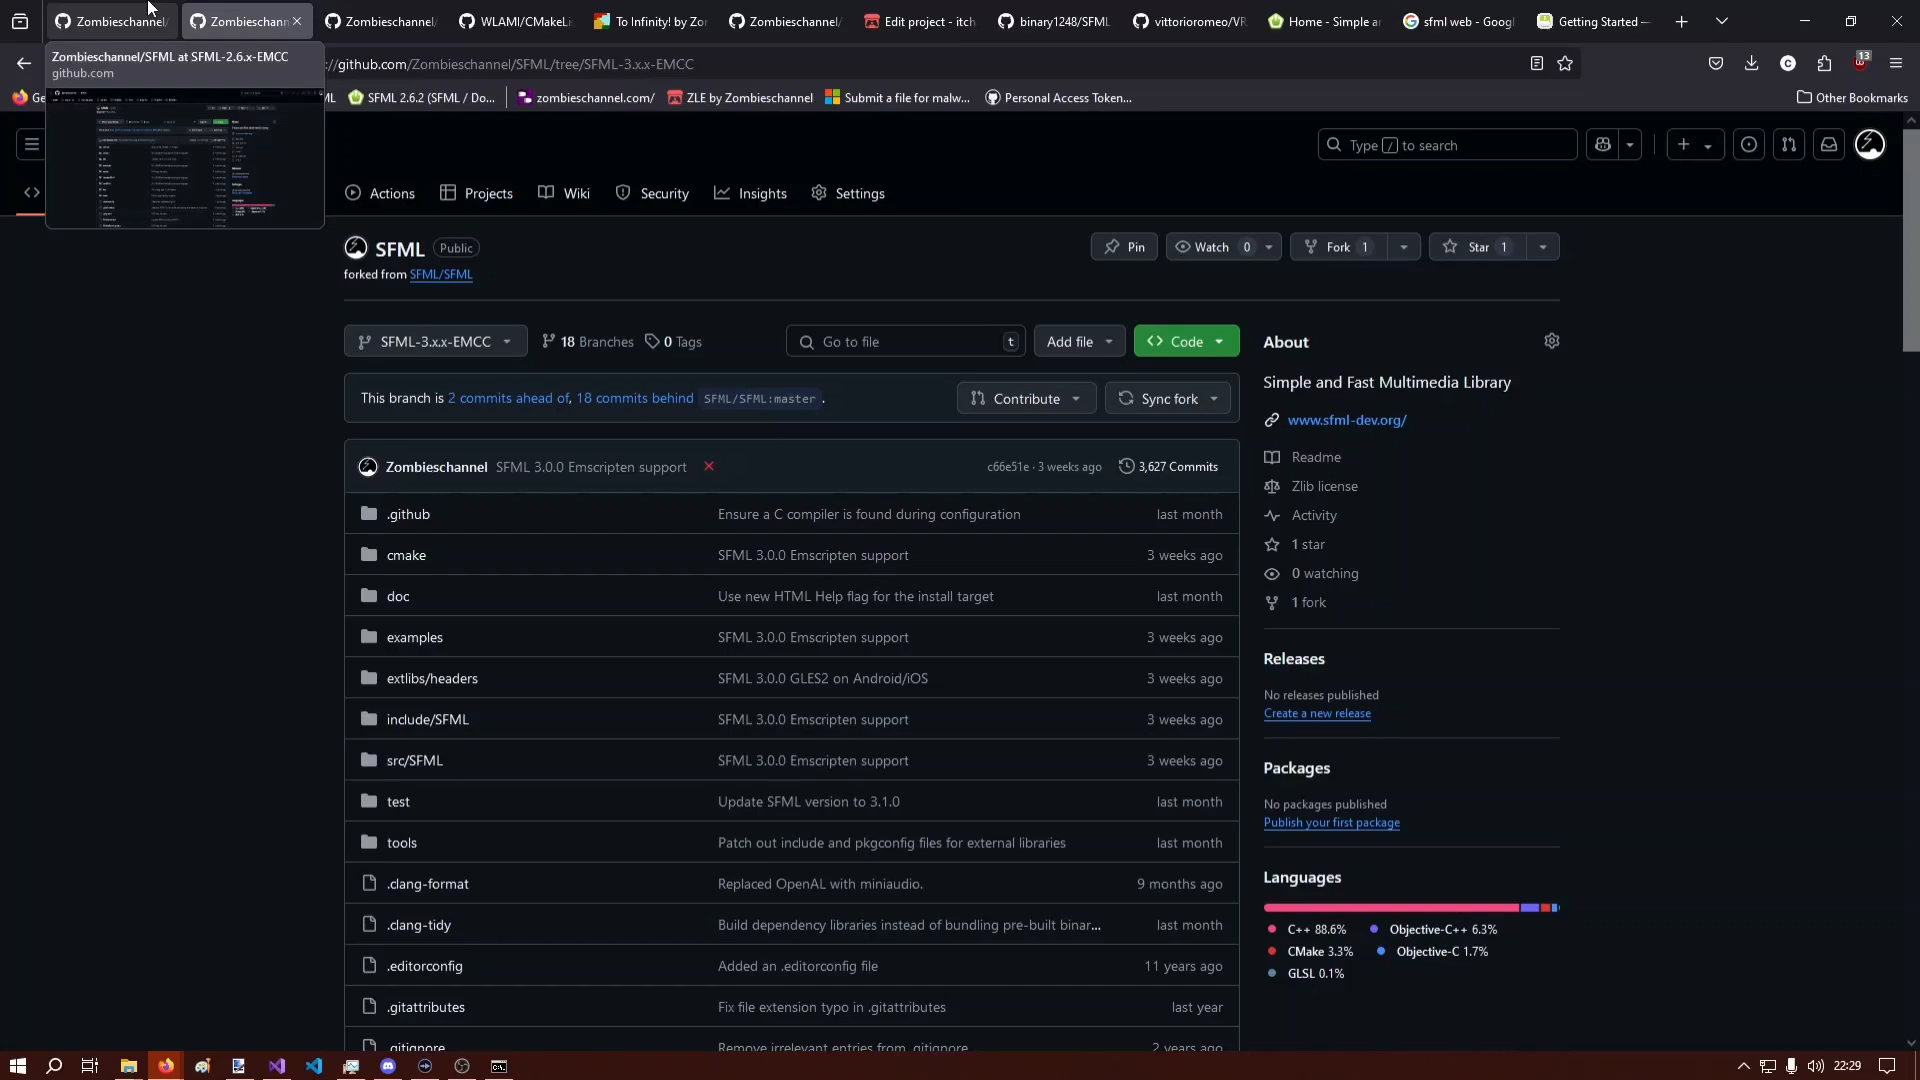 Zombieschannel/
Zombieschann
Zombieschannel/
WLAMI/CMakeLi
To Infinity! by Zor
Zombieschannel/
Edit project - itch
binary1248/SFML
vittorioromeo/VR
Home - Simple ar
sfml web - Googl
Getting Started —
Zombieschannel/SFML at SFML-2.6.x-EMCC
github.com
://github.com/Zombieschannel/SFML/tree/SFML-3.x.x-EMCC
13
Ge
ML
SFML 2.6.2 (SFML / Do...
zombieschannel.com/
ZLE by Zombieschannel
Submit a file for malw...
Personal Access Token...
Other Bookmarks
Type / to search
Actions
Projects
Wiki
Security
Insights
Settings
SFML Public
forked from SFML/SFML
Pin
Watch 0
Fork 1
Star 1
SFML-3.x.x-EMCC
18 Branches
0 Tags
Go to file
t
Add file
Code
This branch is 2 commits ahead of, 18 commits behind SFML/SFML:master .
Contribute
Sync fork
Zombieschannel SFML 3.0.0 Emscripten support
c66e51e · 3 weeks ago
3,627 Commits
.github Ensure a C compiler is found during configuration last month
cmake SFML 3.0.0 Emscripten support 3 weeks ago
doc Use new HTML Help flag for the install target last month
examples SFML 3.0.0 Emscripten support 3 weeks ago
extlibs/headers SFML 3.0.0 GLES2 on Android/iOS 3 weeks ago
include/SFML SFML 3.0.0 Emscripten support 3 weeks ago
src/SFML SFML 3.0.0 Emscripten support 3 weeks ago
test Update SFML version to 3.1.0 last month
tools Patch out include and pkgconfig files for external libraries last month
.clang-format Replaced OpenAL with miniaudio. 9 months ago
.clang-tidy Build dependency libraries instead of bundling pre-built binar... last month
.editorconfig Added an .editorconfig file 11 years ago
.gitattributes Fix file extension typo in .gitattributes last year
.gitignore Remove irrelevant entries from .gitignore 2 years ago
About
Simple and Fast Multimedia Library
www.sfml-dev.org/
Readme
Zlib license
Activity
1 star
0 watching
1 fork
Releases
No releases published
Create a new release
Packages
No packages published
Publish your first package
Languages
C++ 88.6%
Objective-C++ 6.3%
CMake 3.3%
Objective-C 1.7%
GLSL 0.1%
22:29